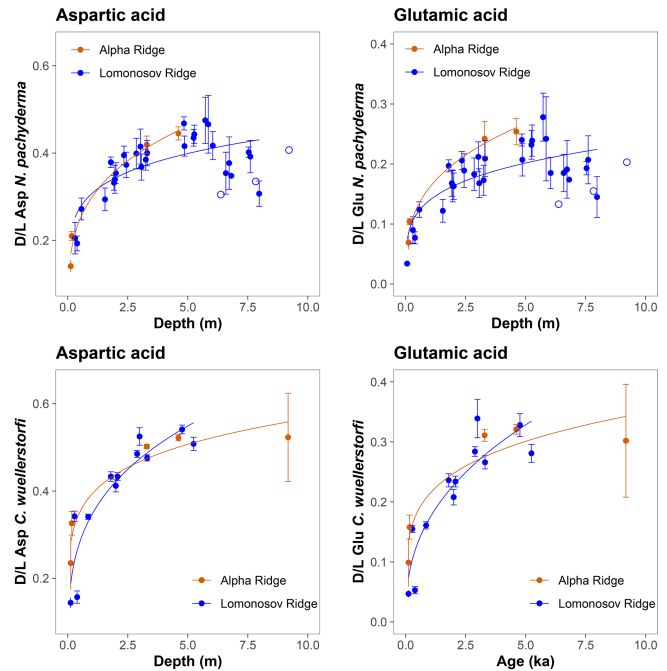 Aspartic acid
Glutamic acid
D/L Asp N. pachyderma
0.6
0.4
0.2
Alpha Ridge
Lomonosov Ridge
0.0 2.5 5.0 7.5 10.0
Depth (m)
D/L Glu N. pachyderma
0.4
0.3
0.2
0.1
0.0
Alpha Ridge
Lomonosov Ridge
0.0 2.5 5.0 7.5 10.0
Depth (m)
Aspartic acid
Glutamic acid
D/L Asp C. wuellerstorfi
0.6
0.4
0.2
Alpha Ridge
Lomonosov Ridge
0.0 2.5 5.0 7.5 10.0
Depth (m)
D/L Glu C. wuellerstorfi
0.4
0.3
0.2
0.1
0.0
Alpha Ridge
Lomonosov Ridge
0.0 2.5 5.0 7.5 10.0
Age (ka)